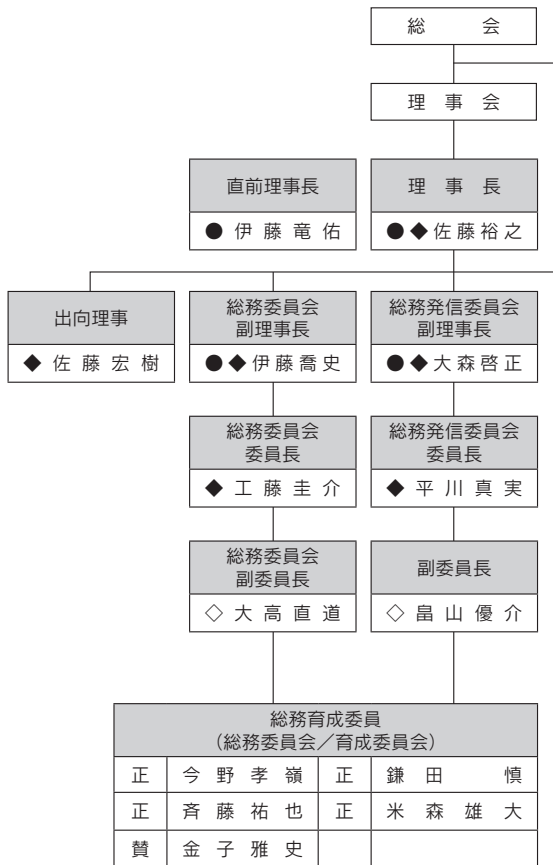 総会
理事会
直前理事長
理事長
●伊藤竜佑
●◆佐藤裕之
出向理事
総務委員会
副理事長
総務発信委員会
副理事長
◆佐藤宏樹
●◆伊藤喬史
●◆大森啓正
総務委員会
委員長
総務発信委員会
委員長
◆工藤圭介
◆平川真実
総務委員会
副委員長
副委員長
◇大高直道
◇畠山優介
総務育成委員
(総務委員会／育成委員会)
正 今野孝嶺 正 鎌田慎
正 斉藤祐也 正 米森雄大
賛 金子雅史